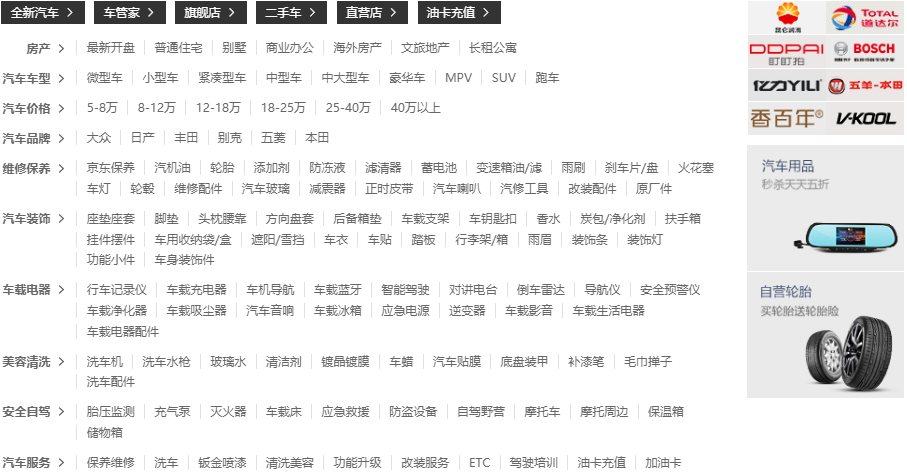 全新汽车 车管家 旗舰店 二手车 直营店 油卡充值
房产 最新开盘 普通住宅 别墅 商业办公 海外房产 文旅地产 长租公寓
汽车车型 微型车 小型车 紧凑型车 中型车 中大型车 豪华车 MPV SUV 跑车
汽车价格 5-8万 8-12万 12-18万 18-25万 25-40万 40万以上
汽车品牌 大众 日产 丰田 别克 五菱 本田
维修保养 京东保养 汽机油 轮胎 添加剂 防冻液 滤清器 蓄电池 变速箱油/滤 雨刷 刹车片/盘 火花塞
车灯 轮毂 维修配件 汽车玻璃 减震器 正时皮带 汽车喇叭 汽修工具 改装配件 原厂件
汽车装饰 座垫座套 脚垫 头枕腰靠 方向盘套 后备箱垫 车载支架 车钥匙扣 香水 炭包/净化剂 扶手箱
挂件摆件 车用收纳袋/盒 遮阳/雪挡 车衣 车贴 踏板 行李架/箱 雨眉 装饰条 装饰灯
功能小件 车身装饰件
车载电器 行车记录仪 车载充电器 车机导航 车载蓝牙 智能驾驶 对讲电台 倒车雷达 导航仪 安全预警仪
车载净化器 车载吸尘器 汽车音响 车载冰箱 应急电源 逆变器 车载影音 车载生活电器
车载电器配件
美容清洗 洗车机 洗车水枪 玻璃水 清洁剂 镀晶镀膜 车蜡 汽车贴膜 底盘装甲 补漆笔 毛巾掸子
洗车配件
安全自驾 胎压监测 充气泵 灭火器 车载床 应急救援 防盗设备 自驾野营 摩托车 摩托周边 保温箱
储物箱
汽车服务 保养维修 洗车 钣金喷漆 清洗美容 功能升级 改装服务 ETC 驾驶培训 油卡充值 加油卡
昆仑润滑 TOTAL
道达尔
DDPAI BOSCH
盯盯拍
亿力YILI 五羊-本田
香百年 V-KOOL
汽车用品
秒杀天天五折
自营轮胎
买轮胎送轮胎险